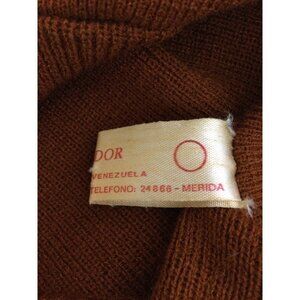 DOR
VENEZUELA
TELEFONO: 24868 - MERIDA